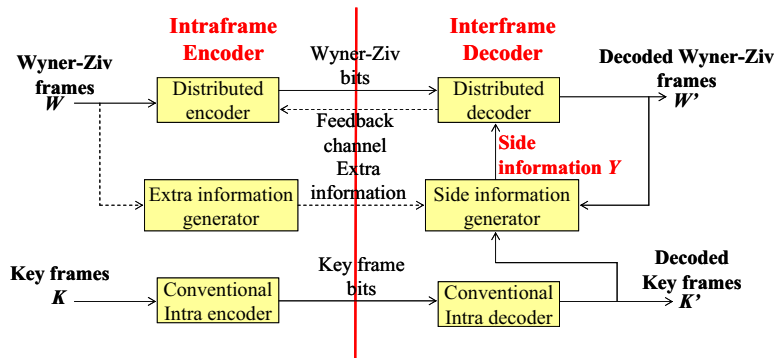 Intraframe
Encoder
Interframe
Decoder
Wyner-Ziv
frames
W
Distributed
encoder
Wyner-Ziv
bits
Distributed
decoder
Decoded Wyner-Ziv
frames
W’
Feedback
channel
Side
information Y
Extra information
generator
Extra
information
Side information
generator
Key frames
K
Conventional
Intra encoder
Key frame
bits
Conventional
Intra decoder
Decoded
Key frames
K’